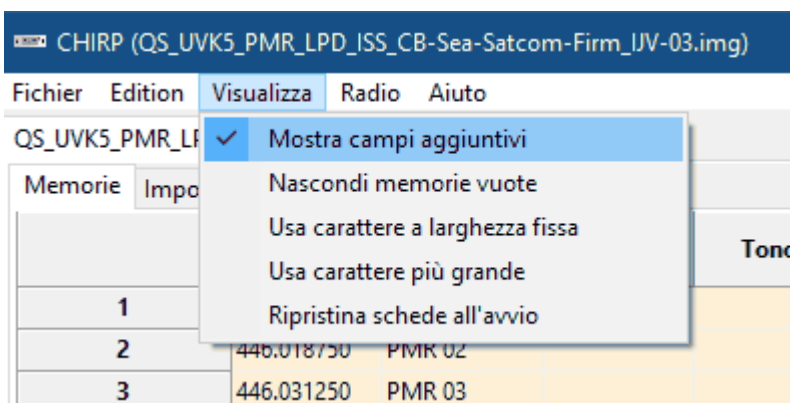 CHIRP (QS_UVK5_PMR_LPD_ISS_CB-Sea-Satcom-Firm_IJV-03.img)
Fichier Edition Visualizza Radio Aiuto
QS_UVK5_PMR_LP
Mostra campi aggiuntivi
Memorie Impo
Nascondi memorie vuote
Usa carattere a larghezza fissa
Usa carattere più grande
Ripristina schede all'avvio
Tono
1
2 446.018750 PMR 02
3 446.031250 PMR 03